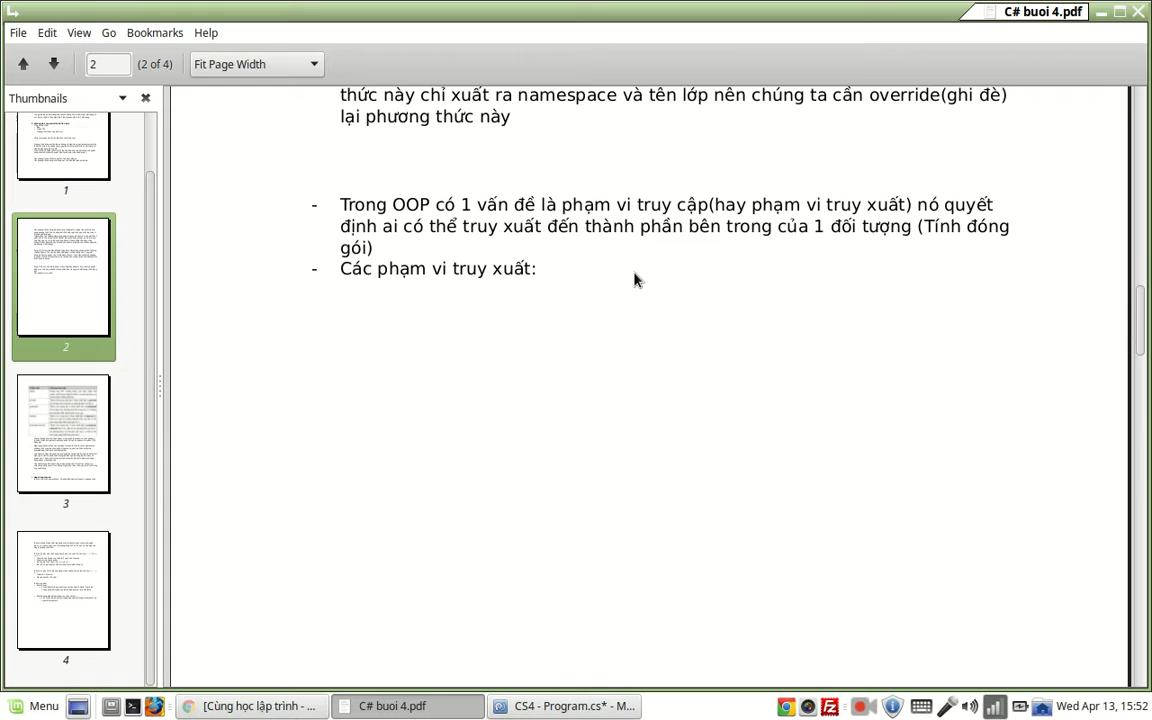 C# buoi 4.pdf
File Edit View Go Bookmarks Help
2 (2 of 4) Fit Page Width
Thumbnails
1
2
3
4
thức này chỉ xuất ra namespace và tên lớp nên chúng ta cần override(ghi đè)
lại phương thức này
- Trong OOP có 1 vấn đề là phạm vi truy cập(hay phạm vi truy xuất) nó quyết
định ai có thể truy xuất đến thành phần bên trong của 1 đối tượng (Tính đóng
gói)
- Các phạm vi truy xuất:
Menu [Cùng học lập trình - ... C# buoi 4.pdf CS4 - Program.cs* - M... Wed Apr 13, 15:52